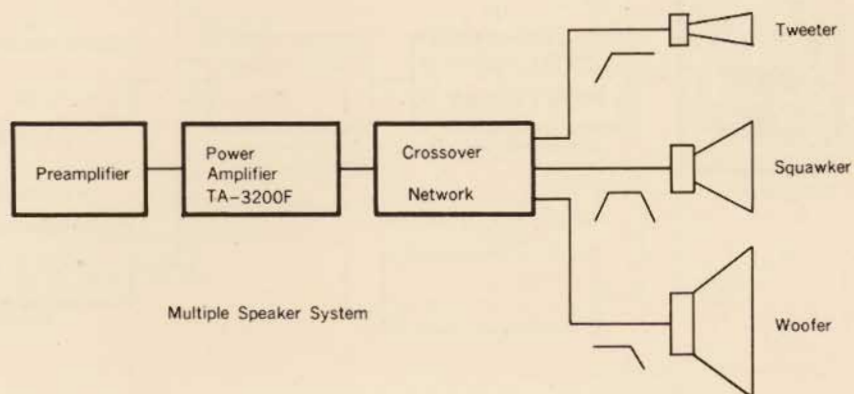 Tweeter
Preamplifier
Power
Amplifier
TA-3200F
Crossover
Network
Squawker
Multiple Speaker System
Woofer